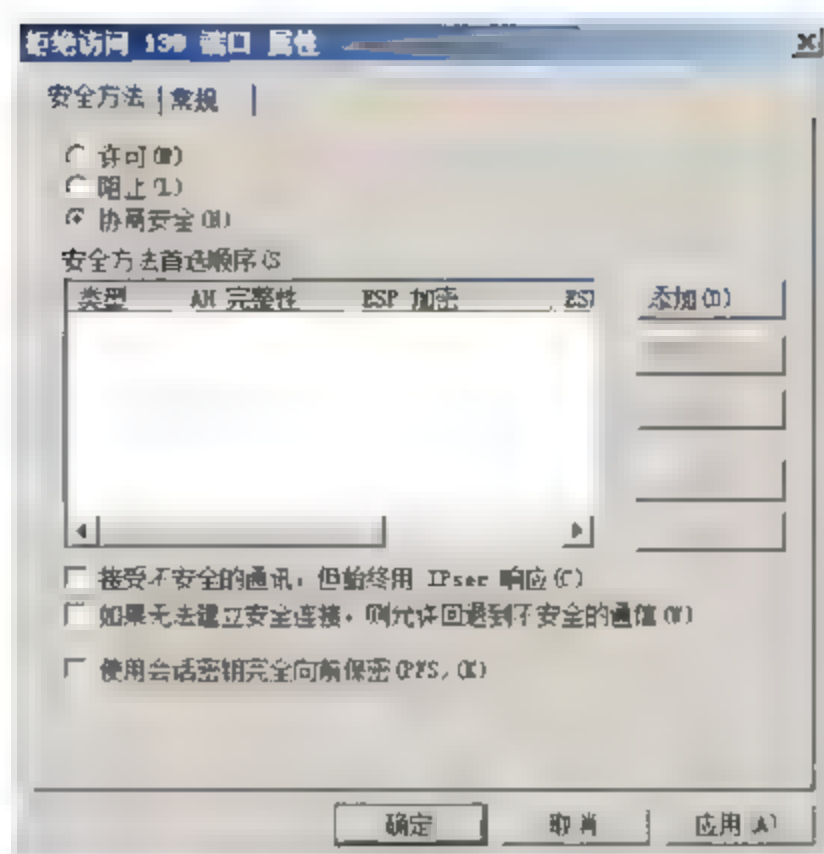 拒绝访问 139 端口 属性
安全方法 常规
许可(M)
阻止(L)
协商安全(N)
安全方法首选顺序(S
类型 AH 完整性 ESP 加密 ES
添加(D)
接受不安全的通讯，但始终用 IPsec 响应(C)
如果无法建立安全连接，则允许回退到不安全的通信(W)
使用会话密钥完全向前保密(PFS)(K)
确定 取消 应用(A)